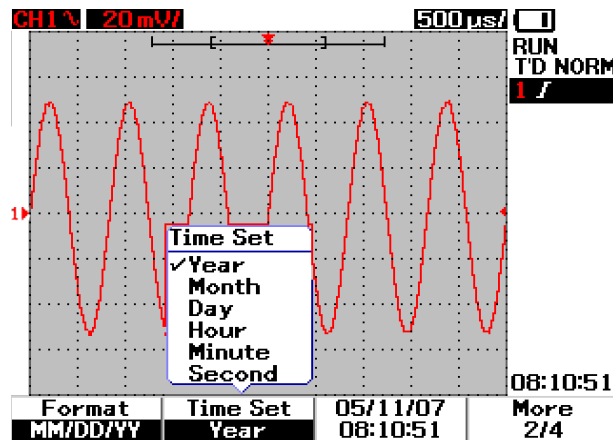 CH1 20mV/ 500µs/
RUN
T'D NORM
1
1
Time Set
✓Year
Month
Day
Hour
Minute
Second
08:10:51
Format Time Set 05/11/07 More
MM/DD/YY Year 08:10:51 2/4